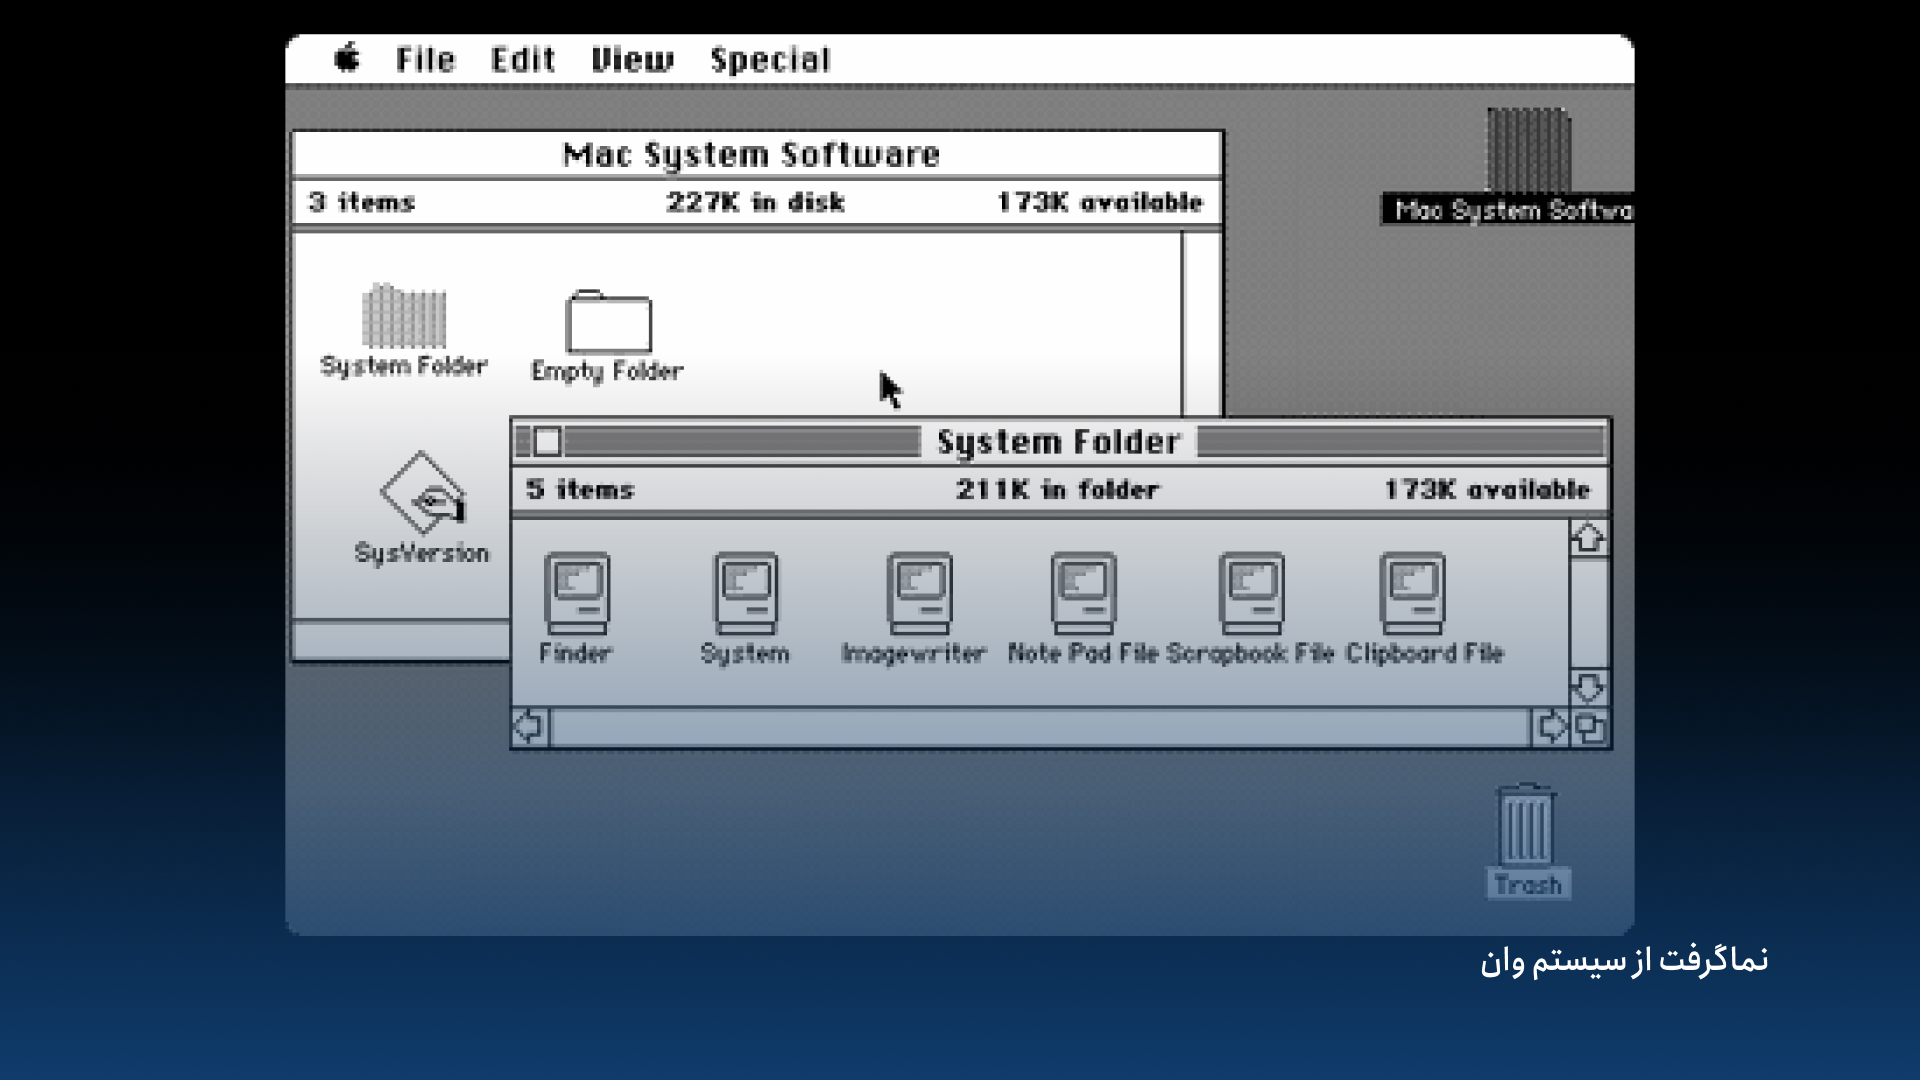 File Edit View Special
Mac System Software
3 items 227K in disk 173K available
Mac System Softwa
System Folder Empty Folder
SysVersion
System Folder
5 items 211K in folder 173K available
Finder System Imagewriter Note Pad File Scrapbook File Clipboard File
Trash
نماگرفت از سیستم وان